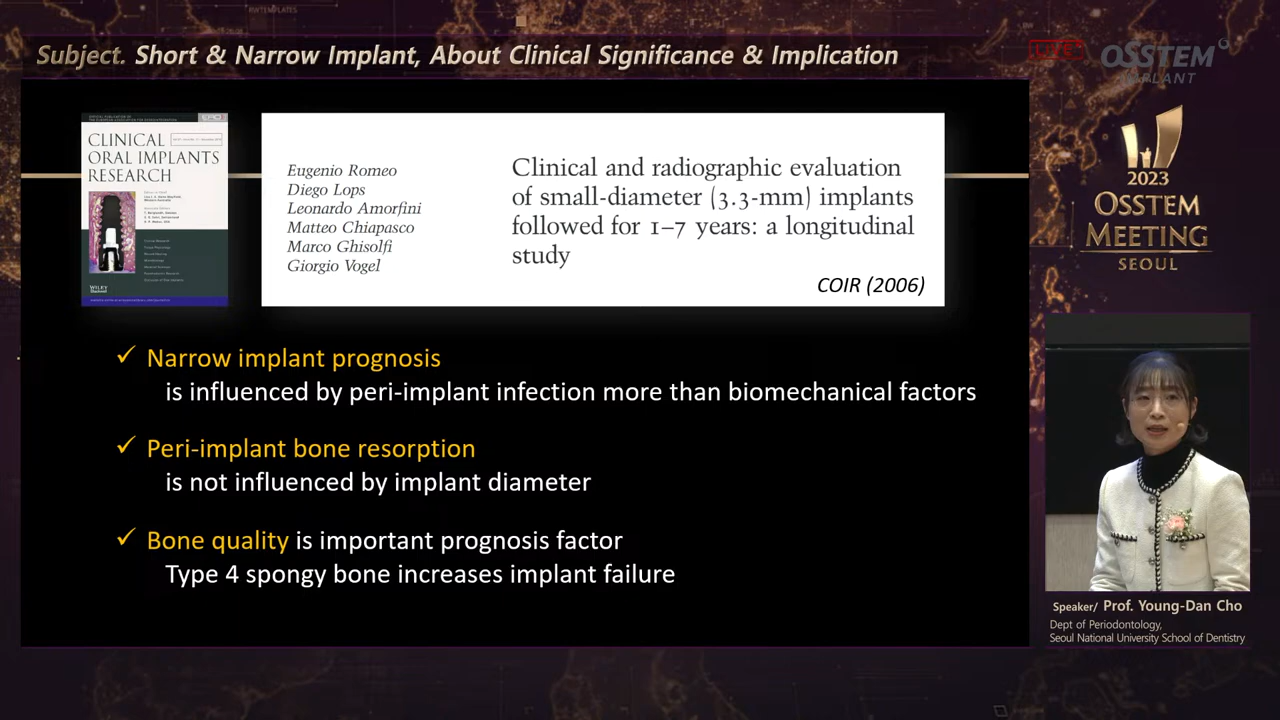 Subject. Short & Narrow Implant, About Clinical Significance & Implication
LIVE
OSSTEM
IMPLANT
CLINICAL
ORAL IMPLANTS
RESEARCH
WILEY
Eugenio Romeo
Diego Lops
Leonardo Amorfini
Matteo Chiapasco
Marco Ghisolfi
Giorgio Vogel
Clinical and radiographic evaluation
of small-diameter (3.3-mm) implants
followed for 1–7 years: a longitudinal
study
COIR (2006)
✓ Narrow implant prognosis
is influenced by peri-implant infection more than biomechanical factors
✓ Peri-implant bone resorption
is not influenced by implant diameter
✓ Bone quality is important prognosis factor
Type 4 spongy bone increases implant failure
2023
OSSTEM
MEETING
SEOUL
Speaker/ Prof. Young-Dan Cho
Dept of Periodontology,
Seoul National University School of Dentistry